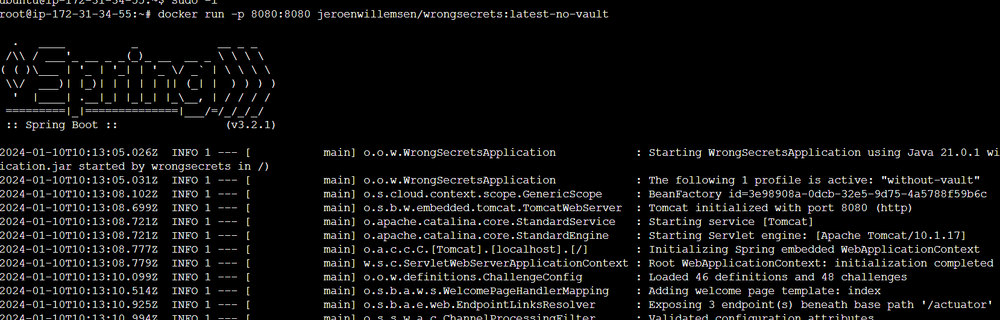 ubuntu@ip-172-31-34-55:~$ sudo -i
root@ip-172-31-34-55:~# docker run -p 8080:8080 jeroenwillemsen/wrongsecrets:latest-no-vault
  .   ____          _            __ _ _
 /\\ / ___'_ __ _ _(_)_ __  __ _ \ \ \ \
( ( )\___ | '_ | '_| | '_ \/ _` | \ \ \ \
 \\/  ___)| |_)| | | | | || (_| |  ) ) ) )
  '  |____| .__|_| |_|_| |_\__, | / / / /
 =========|_|==============|___/=/_/_/_/
 :: Spring Boot ::                (v3.2.1)
2024-01-10T10:13:05.026Z  INFO 1 --- [           main] o.o.w.WrongSecretsApplication            : Starting WrongSecretsApplication using Java 21.0.1 wi
ication.jar started by wrongsecrets in /)
2024-01-10T10:13:05.031Z  INFO 1 --- [           main] o.o.w.WrongSecretsApplication            : The following 1 profile is active: "without-vault"
2024-01-10T10:13:08.102Z  INFO 1 --- [           main] o.s.cloud.context.scope.GenericScope     : BeanFactory id=3e98908a-0dcb-32e5-9d75-4a5788f59b6c
2024-01-10T10:13:08.699Z  INFO 1 --- [           main] o.s.b.w.embedded.tomcat.TomcatWebServer  : Tomcat initialized with port 8080 (http)
2024-01-10T10:13:08.721Z  INFO 1 --- [           main] o.apache.catalina.core.StandardService   : Starting service [Tomcat]
2024-01-10T10:13:08.721Z  INFO 1 --- [           main] o.apache.catalina.core.StandardEngine    : Starting Servlet engine: [Apache Tomcat/10.1.17]
2024-01-10T10:13:08.777Z  INFO 1 --- [           main] o.a.c.c.C.[Tomcat].[localhost].[/]       : Initializing Spring embedded WebApplicationContext
2024-01-10T10:13:08.779Z  INFO 1 --- [           main] w.s.c.ServletWebServerApplicationContext : Root WebApplicationContext: initialization completed
2024-01-10T10:13:10.099Z  INFO 1 --- [           main] o.o.w.definitions.ChallengeConfig        : Loaded 46 definitions and 48 challenges
2024-01-10T10:13:10.514Z  INFO 1 --- [           main] o.s.b.a.w.s.WelcomePageHandlerMapping    : Adding welcome page template: index
2024-01-10T10:13:10.925Z  INFO 1 --- [           main] o.s.b.a.e.web.EndpointLinksResolver      : Exposing 3 endpoint(s) beneath base path '/actuator'
2024-01-10T10:13:10.994Z  INFO 1 --- [           main] o.s.s.w.a.c.ChannelProcessingFilter      : Validated configuration attributes